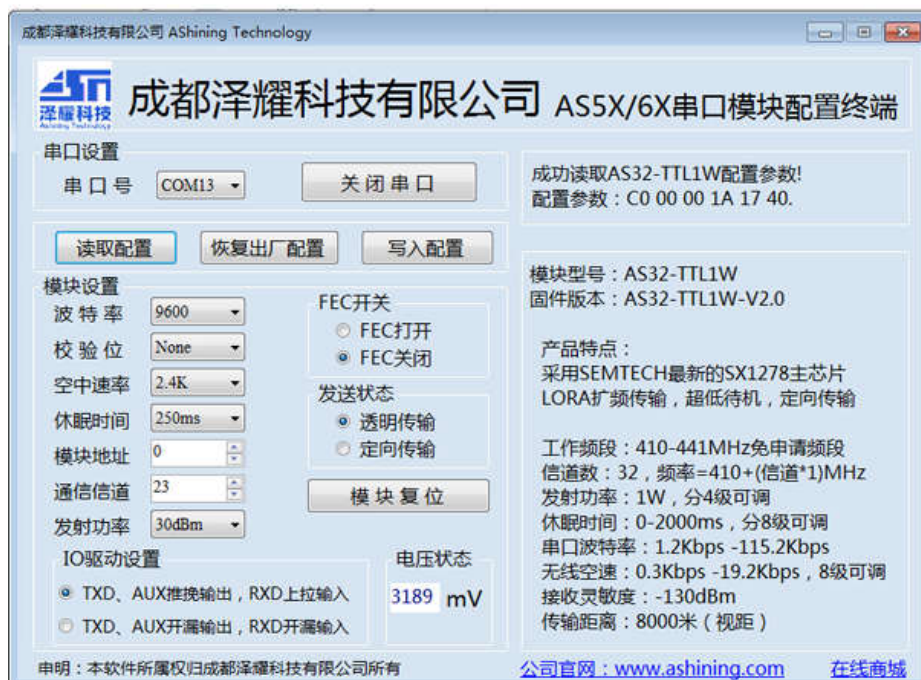 成都泽耀科技有限公司 AShining Technology
泽耀科技
Ashining Technology
成都泽耀科技有限公司 AS5X/6X串口模块配置终端
串口设置
串 口 号 COM13 关 闭 串 口
成功读取AS32-TTL1W配置参数!
配置参数：C0 00 00 1A 17 40.
读取配置 恢复出厂配置 写入配置
模块设置
波 特 率 9600
校 验 位 None
空中速率 2.4K
休眠时间 250ms
模块地址 0
通信信道 23
发射功率 30dBm
FEC开关
FEC打开
FEC关闭
发送状态
透明传输
定向传输
模 块 复 位
IO驱动设置
TXD、AUX推挽输出，RXD上拉输入
TXD、AUX开漏输出，RXD开漏输入
电压状态
3189 mV
模块型号：AS32-TTL1W
固件版本：AS32-TTL1W-V2.0
产品特点：
采用SEMTECH最新的SX1278主芯片
LORA扩频传输，超低待机，定向传输
工作频段：410-441MHz免申请频段
信道数：32，频率=410+(信道*1)MHz
发射功率：1W，分4级可调
休眠时间：0-2000ms，分8级可调
串口波特率：1.2Kbps -115.2Kbps
无线空速：0.3Kbps -19.2Kbps，8级可调
接收灵敏度：-130dBm
传输距离：8000米（视距）
申明：本软件所属权归成都泽耀科技有限公司所有
公司官网：www.ashining.com 在线商城